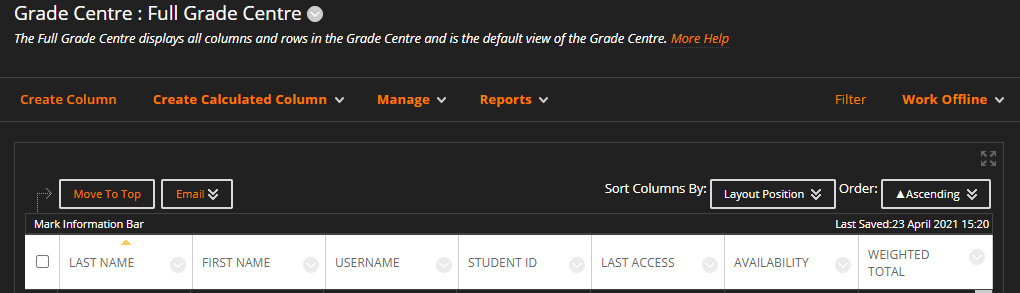 Grade Centre : Full Grade Centre
The Full Grade Centre displays all columns and rows in the Grade Centre and is the default view of the Grade Centre. More Help
Create Column Create Calculated Column Manage Reports Filter Work Offline
Move To Top Email Sort Columns By: Layout Position Order: ▲Ascending
Mark Information Bar Last Saved:23 April 2021 15:20
LAST NAME FIRST NAME USERNAME STUDENT ID LAST ACCESS AVAILABILITY WEIGHTED
TOTAL